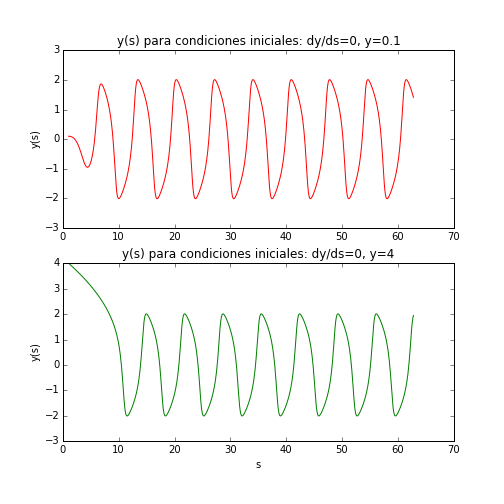 y(s) para condiciones iniciales: dy/ds=0, y=0.1
3
2
1
0
−1
−2
−3
y(s)
0 10 20 30 40 50 60 70
y(s) para condiciones iniciales: dy/ds=0, y=4
4
3
2
1
0
−1
−2
−3
y(s)
0 10 20 30 40 50 60 70
s